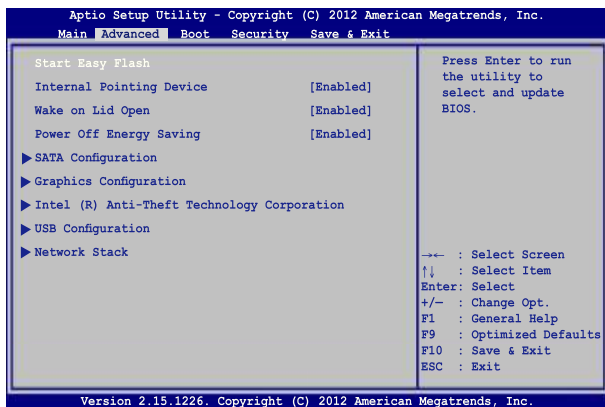 Aptio Setup Utility - Copyright (C) 2012 American Megatrends, Inc.
Main Advanced Boot Security Save & Exit
Start Easy Flash
Internal Pointing Device [Enabled]
Wake on Lid Open [Enabled]
Power Off Energy Saving [Enabled]
SATA Configuration
Graphics Configuration
Intel (R) Anti-Theft Technology Corporation
USB Configuration
Network Stack
Press Enter to run
the utility to
select and update
BIOS.
→← : Select Screen
↑↓ : Select Item
Enter: Select
+/— : Change Opt.
F1 : General Help
F9 : Optimized Defaults
F10 : Save & Exit
ESC : Exit
Version 2.15.1226. Copyright (C) 2012 American Megatrends, Inc.